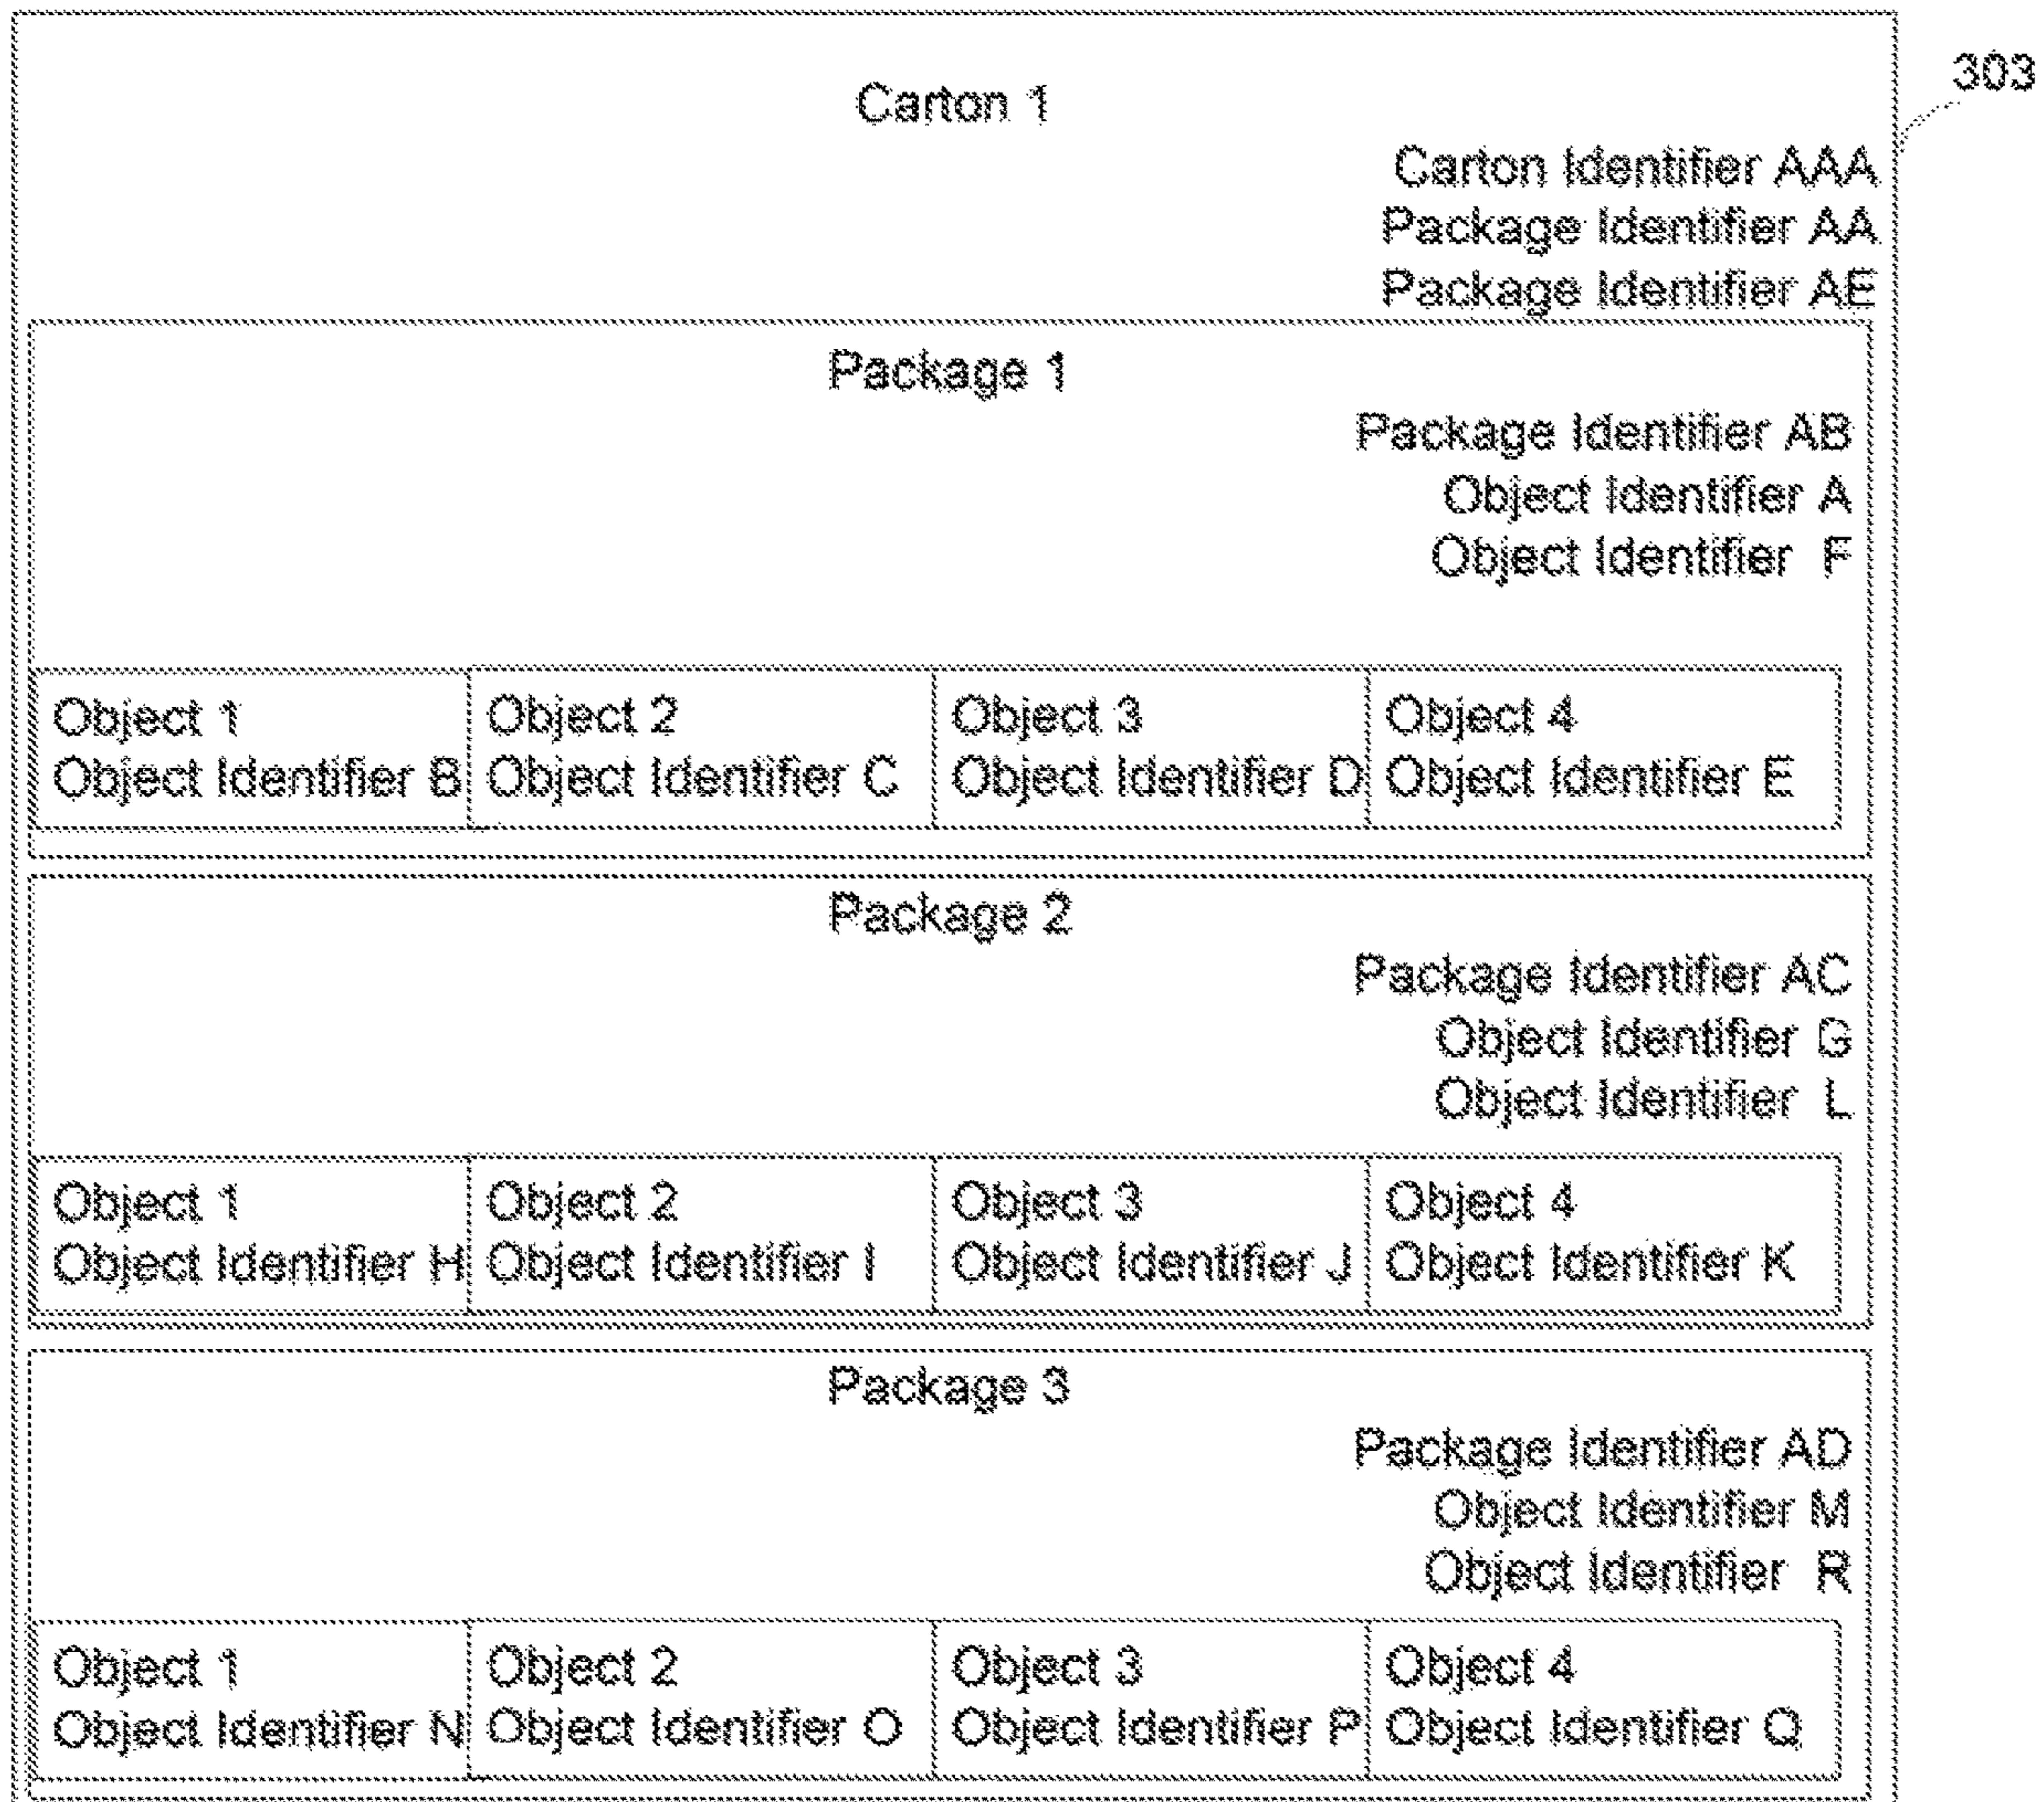 303
Carton 1
Carton Identifier AAA
Package Identifier AA
Package Identifier AE
Package 1
Package Identifier AB
Object Identifier A
Object Identifier F
Object 1
Object Identifier B
Object 2
Object Identifier C
Object 3
Object Identifier D
Object 4
Object Identifier E
Package 2
Package Identifier AC
Object Identifier G
Object Identifier L
Object 1
Object Identifier H
Object 2
Object Identifier I
Object 3
Object Identifier J
Object 4
Object Identifier K
Package 3
Package Identifier AD
Object Identifier M
Object Identifier R
Object 1
Object Identifier N
Object 2
Object Identifier O
Object 3
Object Identifier P
Object 4
Object Identifier Q